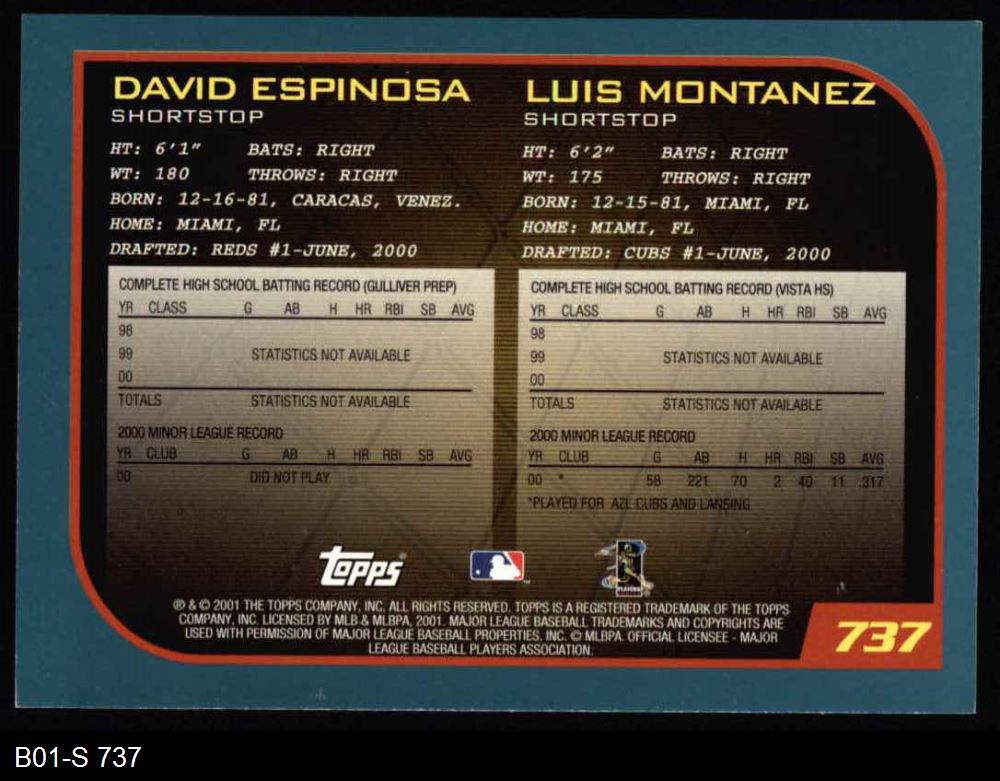 DAVID ESPINOSA
SHORTSTOP
HT: 6'1" BATS: RIGHT
WT: 180 THROWS: RIGHT
BORN: 12-16-81, CARACAS, VENEZ.
HOME: MIAMI, FL
DRAFTED: REDS #1-JUNE, 2000
COMPLETE HIGH SCHOOL BATTING RECORD (GULLIVER PREP)
YR CLASS G AB H HR RBI SB AVG
98
99 STATISTICS NOT AVAILABLE
00
TOTALS STATISTICS NOT AVAILABLE
2000 MINOR LEAGUE RECORD
YR CLUB G AB H HR RBI SB AVG
00 DID NOT PLAY
LUIS MONTANEZ
SHORTSTOP
HT: 6'2" BATS: RIGHT
WT: 175 THROWS: RIGHT
BORN: 12-15-81, MIAMI, FL
HOME: MIAMI, FL
DRAFTED: CUBS #1-JUNE, 2000
COMPLETE HIGH SCHOOL BATTING RECORD (VISTA HS)
YR CLASS G AB H HR RBI SB AVG
98
99 STATISTICS NOT AVAILABLE
00
TOTALS STATISTICS NOT AVAILABLE
2000 MINOR LEAGUE RECORD
YR CLUB G AB H HR RBI SB AVG
00 * 58 221 70 2 40 11 .317
*PLAYED FOR AZL CUBS AND LANSING
Topps®
PLAYERS
® & © 2001 THE TOPPS COMPANY, INC. ALL RIGHTS RESERVED. TOPPS IS A REGISTERED TRADEMARK OF THE TOPPS
COMPANY, INC. LICENSED BY MLB & MLBPA, 2001. MAJOR LEAGUE BASEBALL TRADEMARKS AND COPYRIGHTS ARE
USED WITH PERMISSION OF MAJOR LEAGUE BASEBALL PROPERTIES, INC. © MLBPA. OFFICIAL LICENSEE - MAJOR
LEAGUE BASEBALL PLAYERS ASSOCIATION.
737
B01-S 737